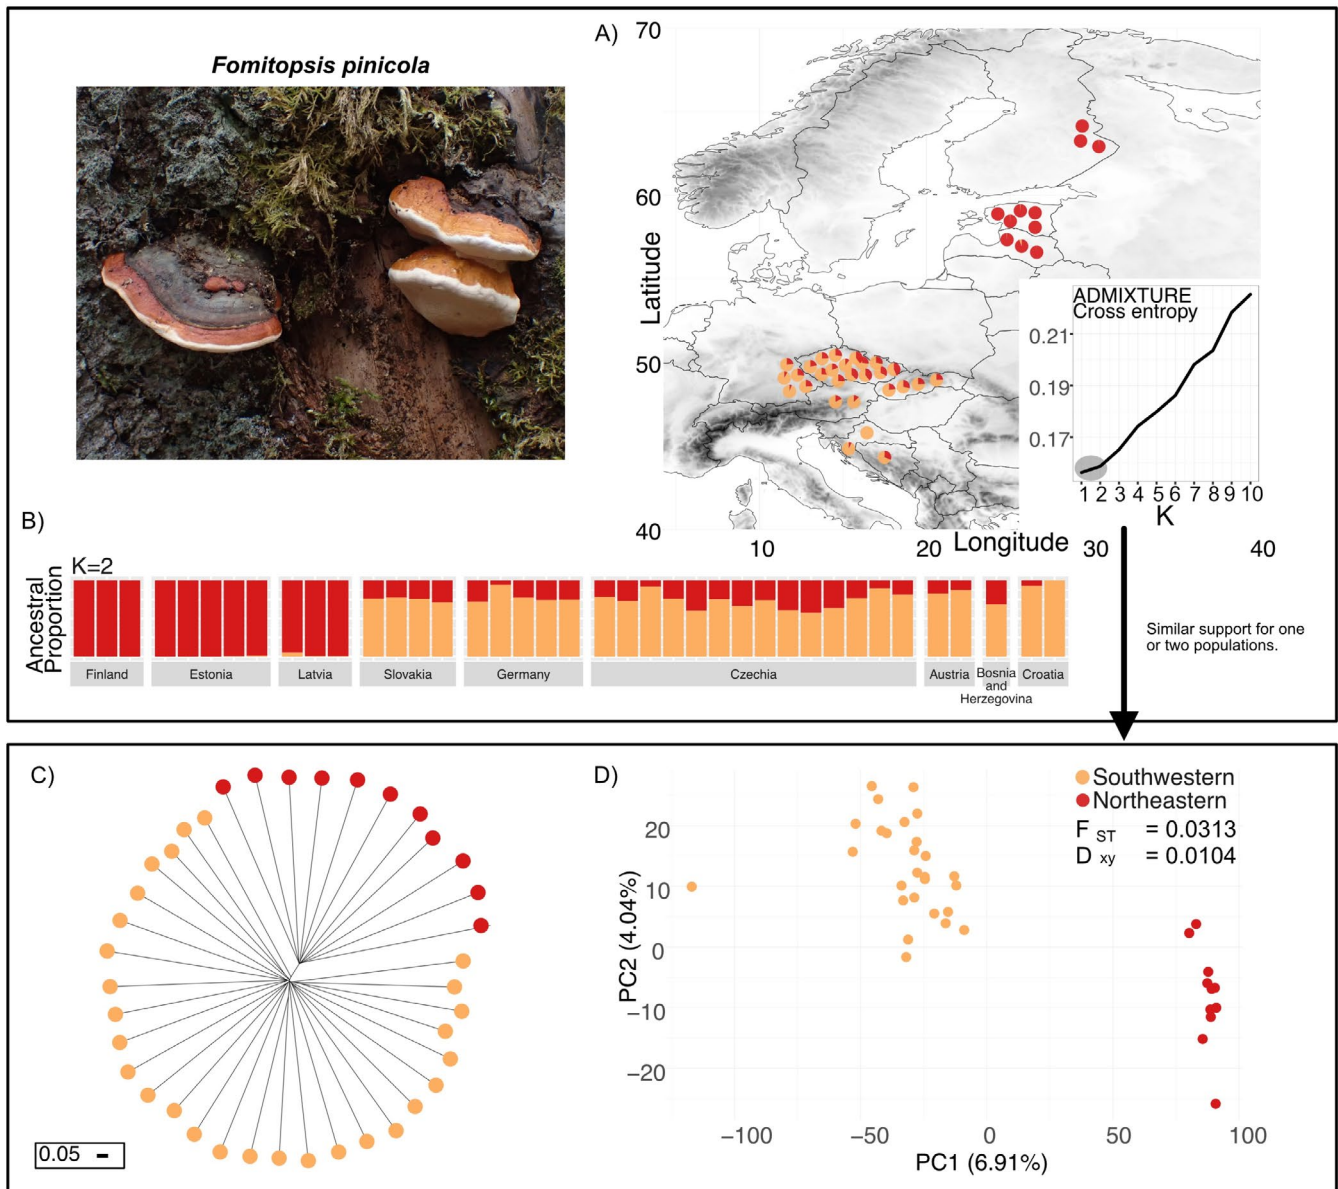 A)
Fomitopsis pinicola
70
60
50
40
Latitude
10
20
30
40
Longitude
ADMIXTURE
Cross entropy
0.21
0.19
0.17
1 2 3 4 5 6 7 8 9 10
K
B)
K=2
Ancestral
Proportion
Finland
Estonia
Latvia
Slovakia
Germany
Czechia
Austria
Bosnia
and
Herzegovina
Croatia
Similar support for one
or two populations.
C)
0.05
D)
Southwestern
Northeastern
F ST = 0.0313
D xy = 0.0104
20
10
0
−10
−20
PC2 (4.04%)
−100
−50
0
50
100
PC1 (6.91%)